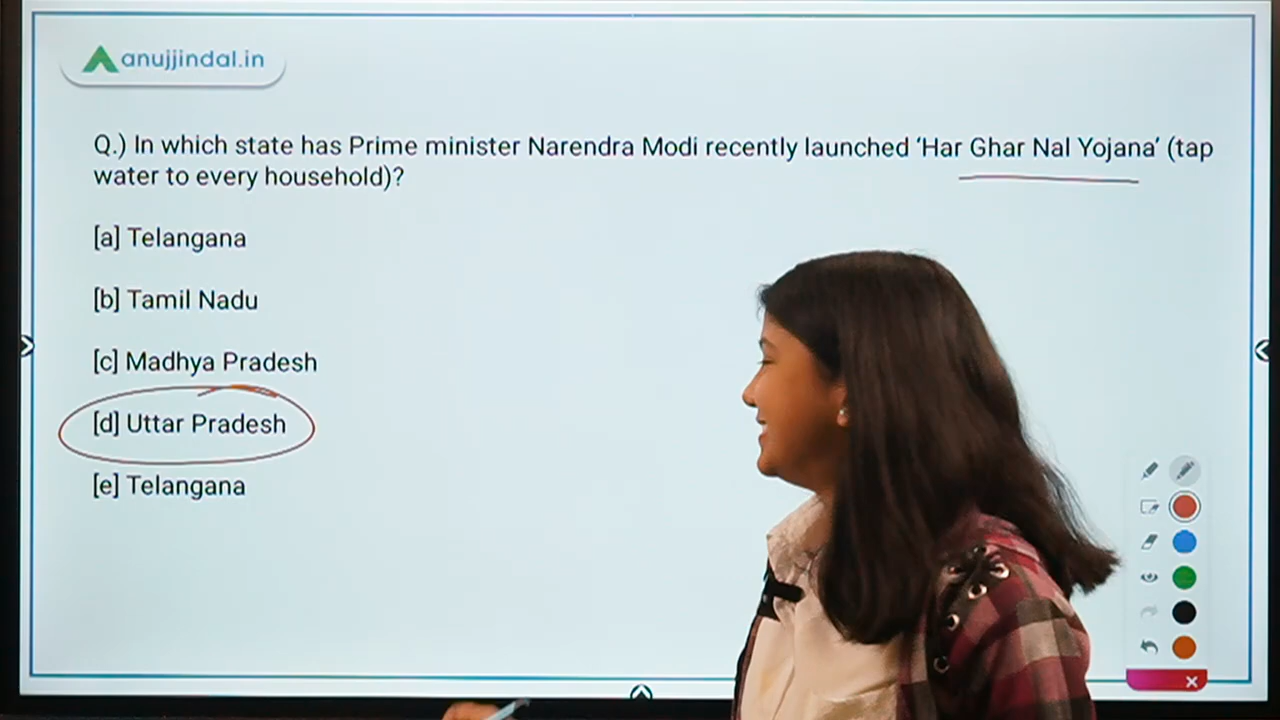 anujjindal.in
Q.) In which state has Prime minister Narendra Modi recently launched ‘Har Ghar Nal Yojana’ (tap
water to every household)?
[a] Telangana
[b] Tamil Nadu
[c] Madhya Pradesh
[d] Uttar Pradesh
[e] Telangana